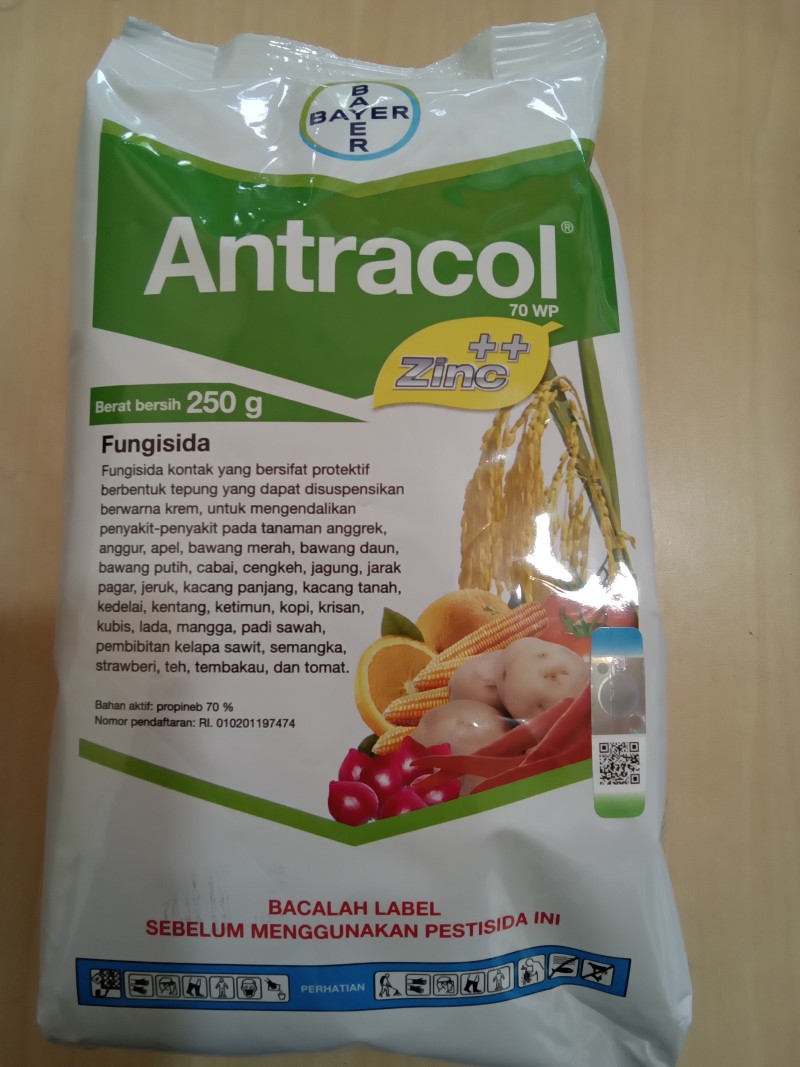 BAYER
BAYER
Antracol®
70 WP
Zinc++
Berat bersih 250 g
Fungisida
Fungisida kontak yang bersifat protektif
berbentuk tepung yang dapat disuspensikan
berwarna krem, untuk mengendalikan
penyakit-penyakit pada tanaman anggrek,
anggur, apel, bawang merah, bawang daun,
bawang putih, cabai, cengkeh, jagung, jarak
pagar, jeruk, kacang panjang, kacang tanah,
kedelai, kentang, ketimun, kopi, krisan,
kubis, lada, mangga, padi sawah,
pembibitan kelapa sawit, semangka,
strawberi, teh, tembakau, dan tomat.
Bahan aktif: propineb 70 %
Nomor pendaftaran: RI. 010201197474
BACALAH LABEL
SEBELUM MENGGUNAKAN PESTISIDA INI
PERHATIAN